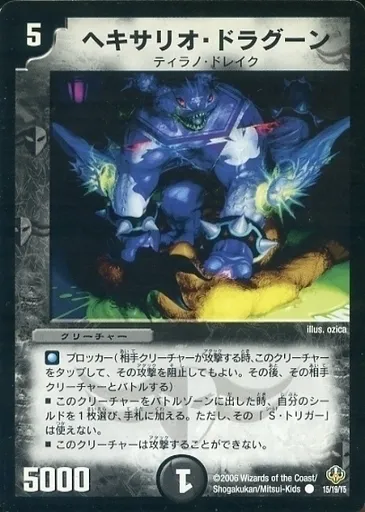 5
ヘキサリオ・ドラグーン
ティラノ・ドレイク
illus. ozica
クリーチャー
ブロッカー(相手クリーチャーが攻撃する時、このクリーチャー
をタップして、その攻撃を阻止してもよい。その後、その相手
クリーチャーとバトルする)
■ このクリーチャーをバトルゾーンに出した時、自分のシー
ルドを1枚選び、手札に加える。ただし、その「S・トリガー」
は使えない。
■ このクリーチャーは攻撃することができない。
5000
1
©2006 Wizards of the Coast/
Shogakukan/Mitsui-Kids
15/19/Y5